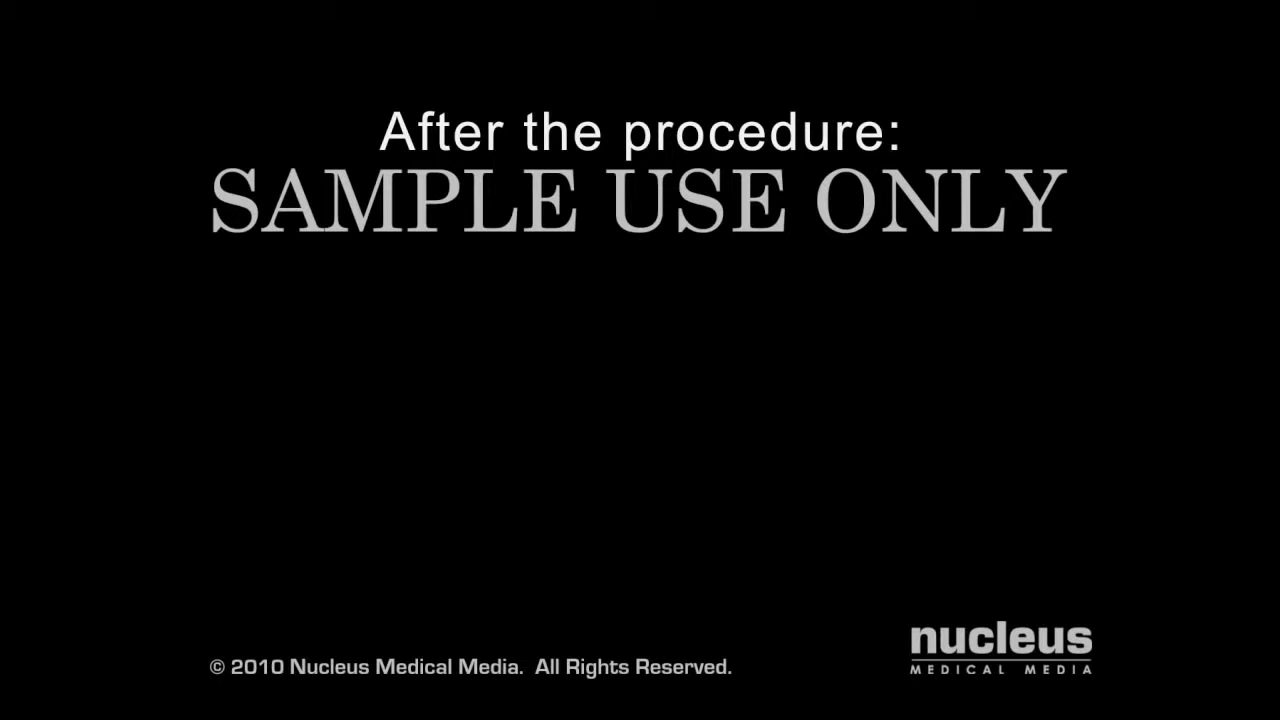 After the procedure:
SAMPLE USE ONLY
nucleus
MEDICAL MEDIA
© 2010 Nucleus Medical Media. All Rights Reserved.